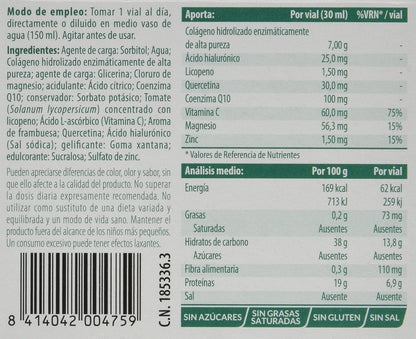 Modo de empleo: Tomar 1 vial al día,
directamente o diluido en medio vaso de
agua (150 ml). Agitar antes de usar.
Ingredientes: Agente de carga: Sorbitol; Agua;
Colágeno hidrolizado enzimáticamente de alta
pureza; agente de carga: Glicerina; Cloruro de
magnesio; acidulante: Ácido cítrico; Coenzima
Q10; conservador: Sorbato potásico; Tomate
(Solanum lycopersicum) concentrado con
licopeno; Ácido L-ascórbico (Vitamina C); Aroma
de frambuesa; Quercetina; Ácido hialurónico
(Sal sódica); gelificante: Goma xantana;
edulcorante: Sucralosa; Sulfato de zinc.
Pueden apreciarse diferencias de color, olor y sabor, sin
que ello afecte a la calidad del producto. No superar
la dosis diaria expresamente recomendada. No
utilizar como sustituto de una dieta variada y
equilibrada y un modo de vida sano. Mantener el
producto fuera del alcance de los niños más pequeños.
Un consumo excesivo puede tener efectos laxantes.
8 414042 004759
C.N. 185336.3
Aporta: Por vial (30 ml) %VRN* / vial
Colágeno hidrolizado enzimáticamente
de alta pureza 7,00 g
Ácido hialurónico 25,0 mg
Licopeno 1,50 mg
Quercetina 30,0 mg
Coenzima Q10 100 mg
Vitamina C 60,0 mg 75%
Magnesio 56,3 mg 15%
Zinc 1,50 mg 15%
* Valores de Referencia de Nutrientes
Análisis medio: Por 100 g Por vial
Energía 169 kcal 62 kcal
713 kJ 259 kj
Grasas 0,2 g 73 mg
Saturadas Ausentes Ausentes
Hidratos de carbono 38 g 13,8 g
Azúcares Ausentes Ausentes
Fibra alimentaria 0,3 g 110 mg
Proteínas 19 g 6,9 g
Sal Ausente Ausente
SIN AZÚCARES
SIN GRASAS
SATURADAS
SIN GLUTEN
SIN SAL